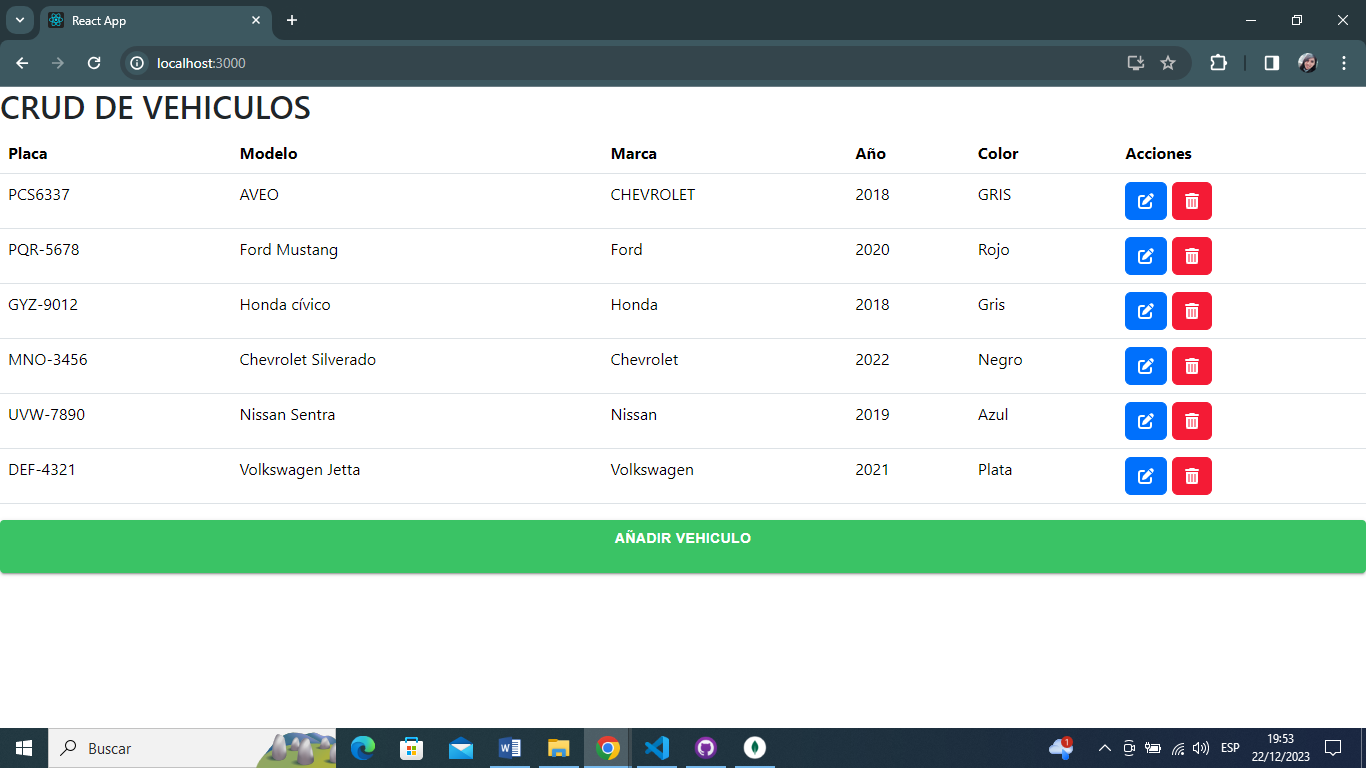 React App
localhost:3000
CRUD DE VEHICULOS
Placa Modelo Marca Año Color Acciones
PCS6337 AVEO CHEVROLET 2018 GRIS
PQR-5678 Ford Mustang Ford 2020 Rojo
GYZ-9012 Honda cívico Honda 2018 Gris
MNO-3456 Chevrolet Silverado Chevrolet 2022 Negro
UVW-7890 Nissan Sentra Nissan 2019 Azul
DEF-4321 Volkswagen Jetta Volkswagen 2021 Plata
AÑADIR VEHICULO
Buscar
1
ESP
19:53
22/12/2023